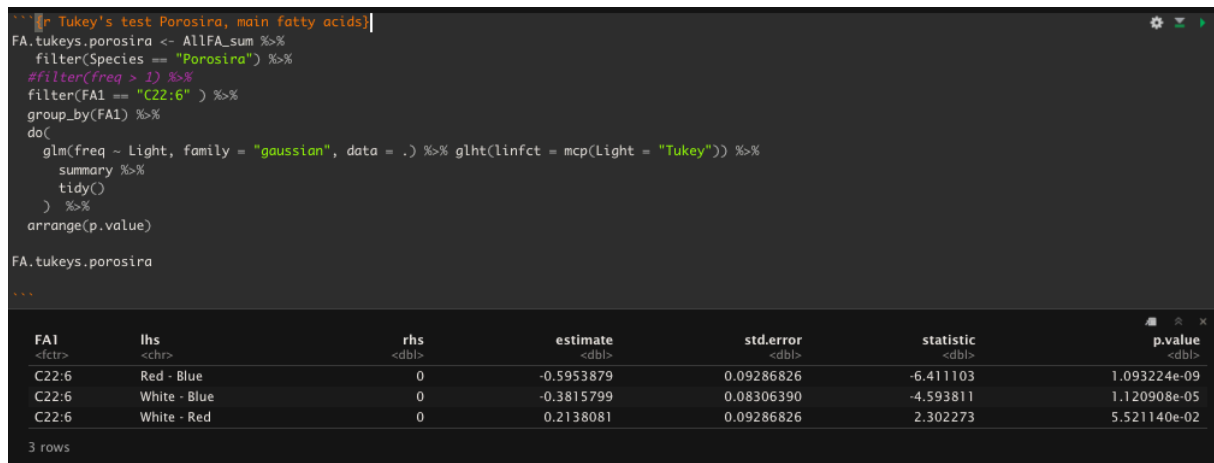 ```{r Tukey's test Porosira, main fatty acids}
FA.tukeys.porosira <- AllFA_sum %>%
filter(Species == "Porosira") %>%
#filter(freq > 1) %>%
filter(FA1 == "C22:6" ) %>%
group_by(FA1) %>%
do(
glm(freq ~ Light, family = "gaussian", data = .) %>% glht(linfct = mcp(Light = "Tukey")) %>%
summary %>%
tidy()
) %>%
arrange(p.value)
FA.tukeys.porosira
```
FA1 lhs rhs estimate std.error statistic p.value
<fctr> <chr> <dbl> <dbl> <dbl> <dbl> <dbl>
C22:6 Red - Blue 0 -0.5953879 0.09286826 -6.411103 1.093224e-09
C22:6 White - Blue 0 -0.3815799 0.08306390 -4.593811 1.120908e-05
C22:6 White - Red 0 0.2138081 0.09286826 2.302273 5.521140e-02
3 rows